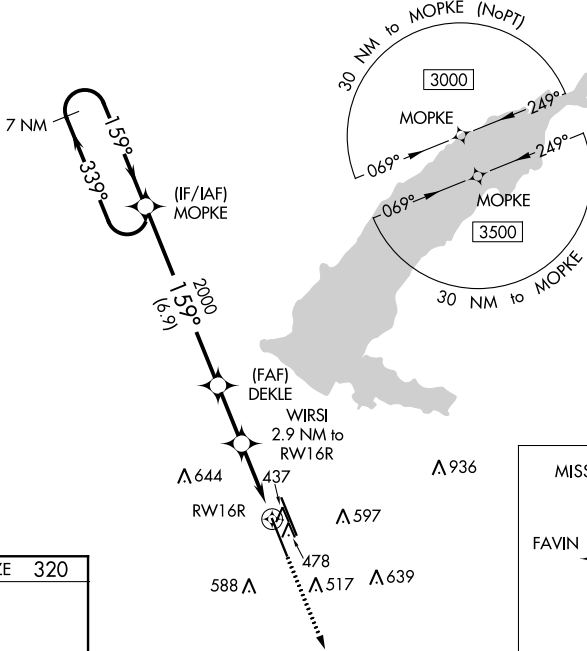 30 NM to MOPKE (NoPT)
3000
MOPKE
249°
069°
249°
069°
MOPKE
3500
30 NM to MOPKE
7 NM
159°
339°
(IF/IAF)
MOPKE
2000
159°
(6.9)
(FAF)
DEKLE
WIRSI
2.9 NM to
RW16R
644
437
936
RW16R
597
478
588
517
639
320
MISS
FAVIN